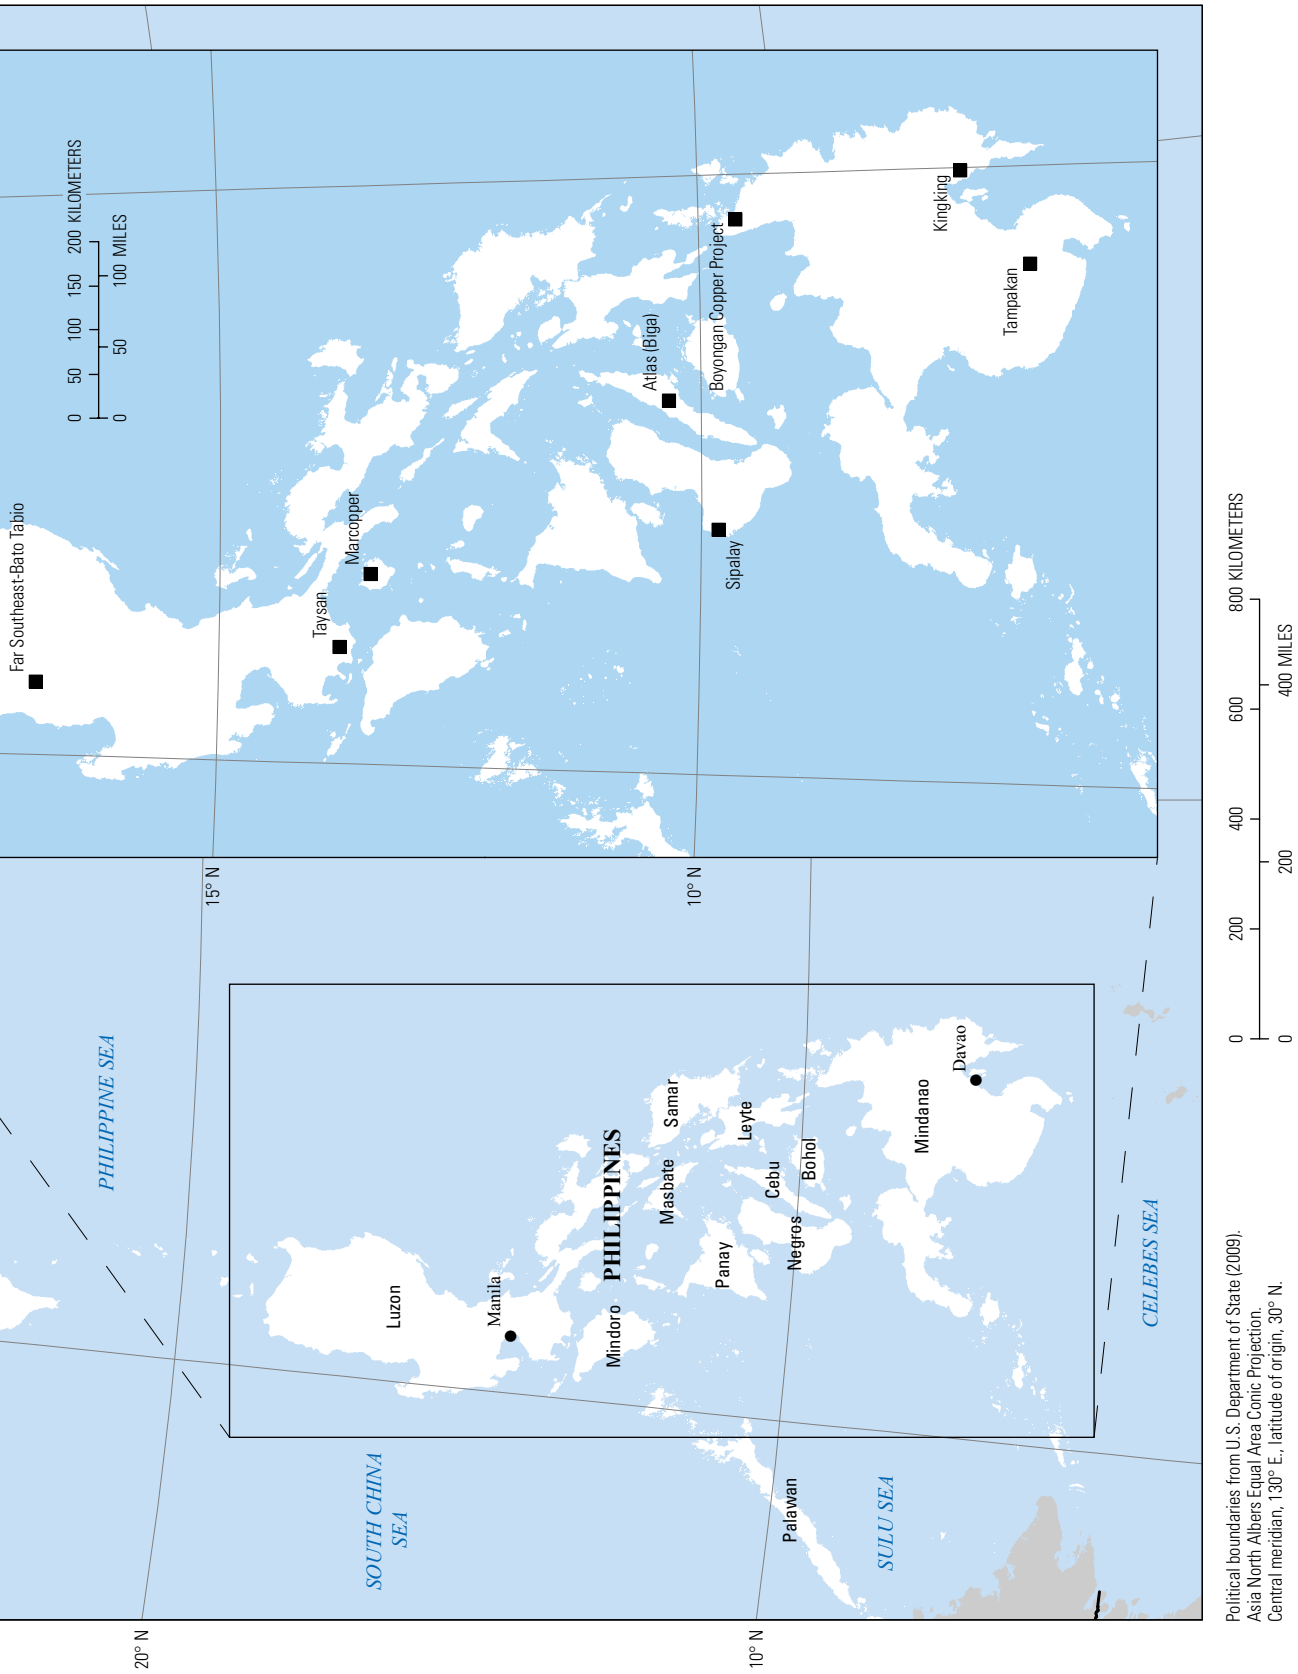 Far Southeast-Bato Tabio
0 50 100 150 200 KILOMETERS
0 50 100 MILES
Taysan
Marcopper
Atlas (Biga)
Boyongan Copper Project
Sipalay
Kingking
Tampakan
15° N
10° N
PHILIPPINE SEA
Luzon
Manila
Mindoro
PHILIPPINES
Masbate
Samar
Panay
Leyte
Cebu
Negros
Bohol
Mindanao
Davao
Palawan
SOUTH CHINA
SEA
SULU SEA
CELEBES SEA
20° N
10° N
0 200 400 600 800 KILOMETERS
0 200 400 MILES
Political boundaries from U.S. Department of State (2009).
Asia North Albers Equal Area Conic Projection.
Central meridian, 130° E., latitude of origin, 30° N.